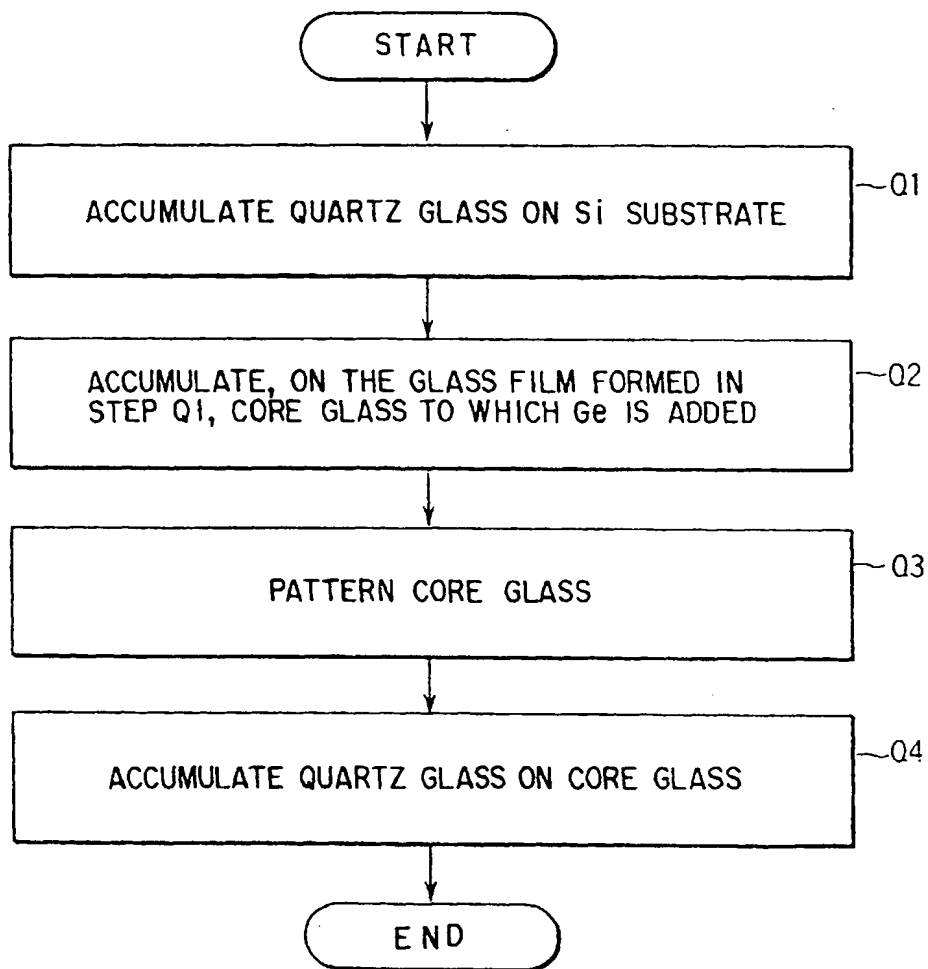 START
ACCUMULATE QUARTZ GLASS ON Si SUBSTRATE
Q1
ACCUMULATE, ON THE GLASS FILM FORMED IN
STEP Q1, CORE GLASS TO WHICH Ge IS ADDED
Q2
PATTERN CORE GLASS
Q3
ACCUMULATE QUARTZ GLASS ON CORE GLASS
Q4
END